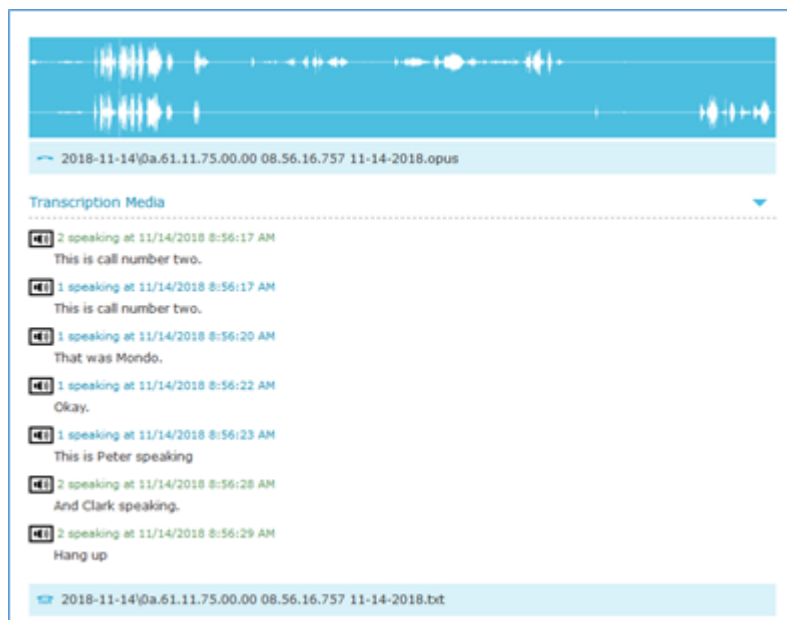 2018-11-14\0a.61.11.75.00.00 08.56.16.757 11-14-2018.opus
Transcription Media
2 speaking at 11/14/2018 8:56:17 AM
This is call number two.
1 speaking at 11/14/2018 8:56:17 AM
This is call number two.
1 speaking at 11/14/2018 8:56:20 AM
That was Mondo.
1 speaking at 11/14/2018 8:56:22 AM
Okay.
1 speaking at 11/14/2018 8:56:23 AM
This is Peter speaking
2 speaking at 11/14/2018 8:56:28 AM
And Clark speaking.
2 speaking at 11/14/2018 8:56:29 AM
Hang up
2018-11-14\0a.61.11.75.00.00 08.56.16.757 11-14-2018.txt